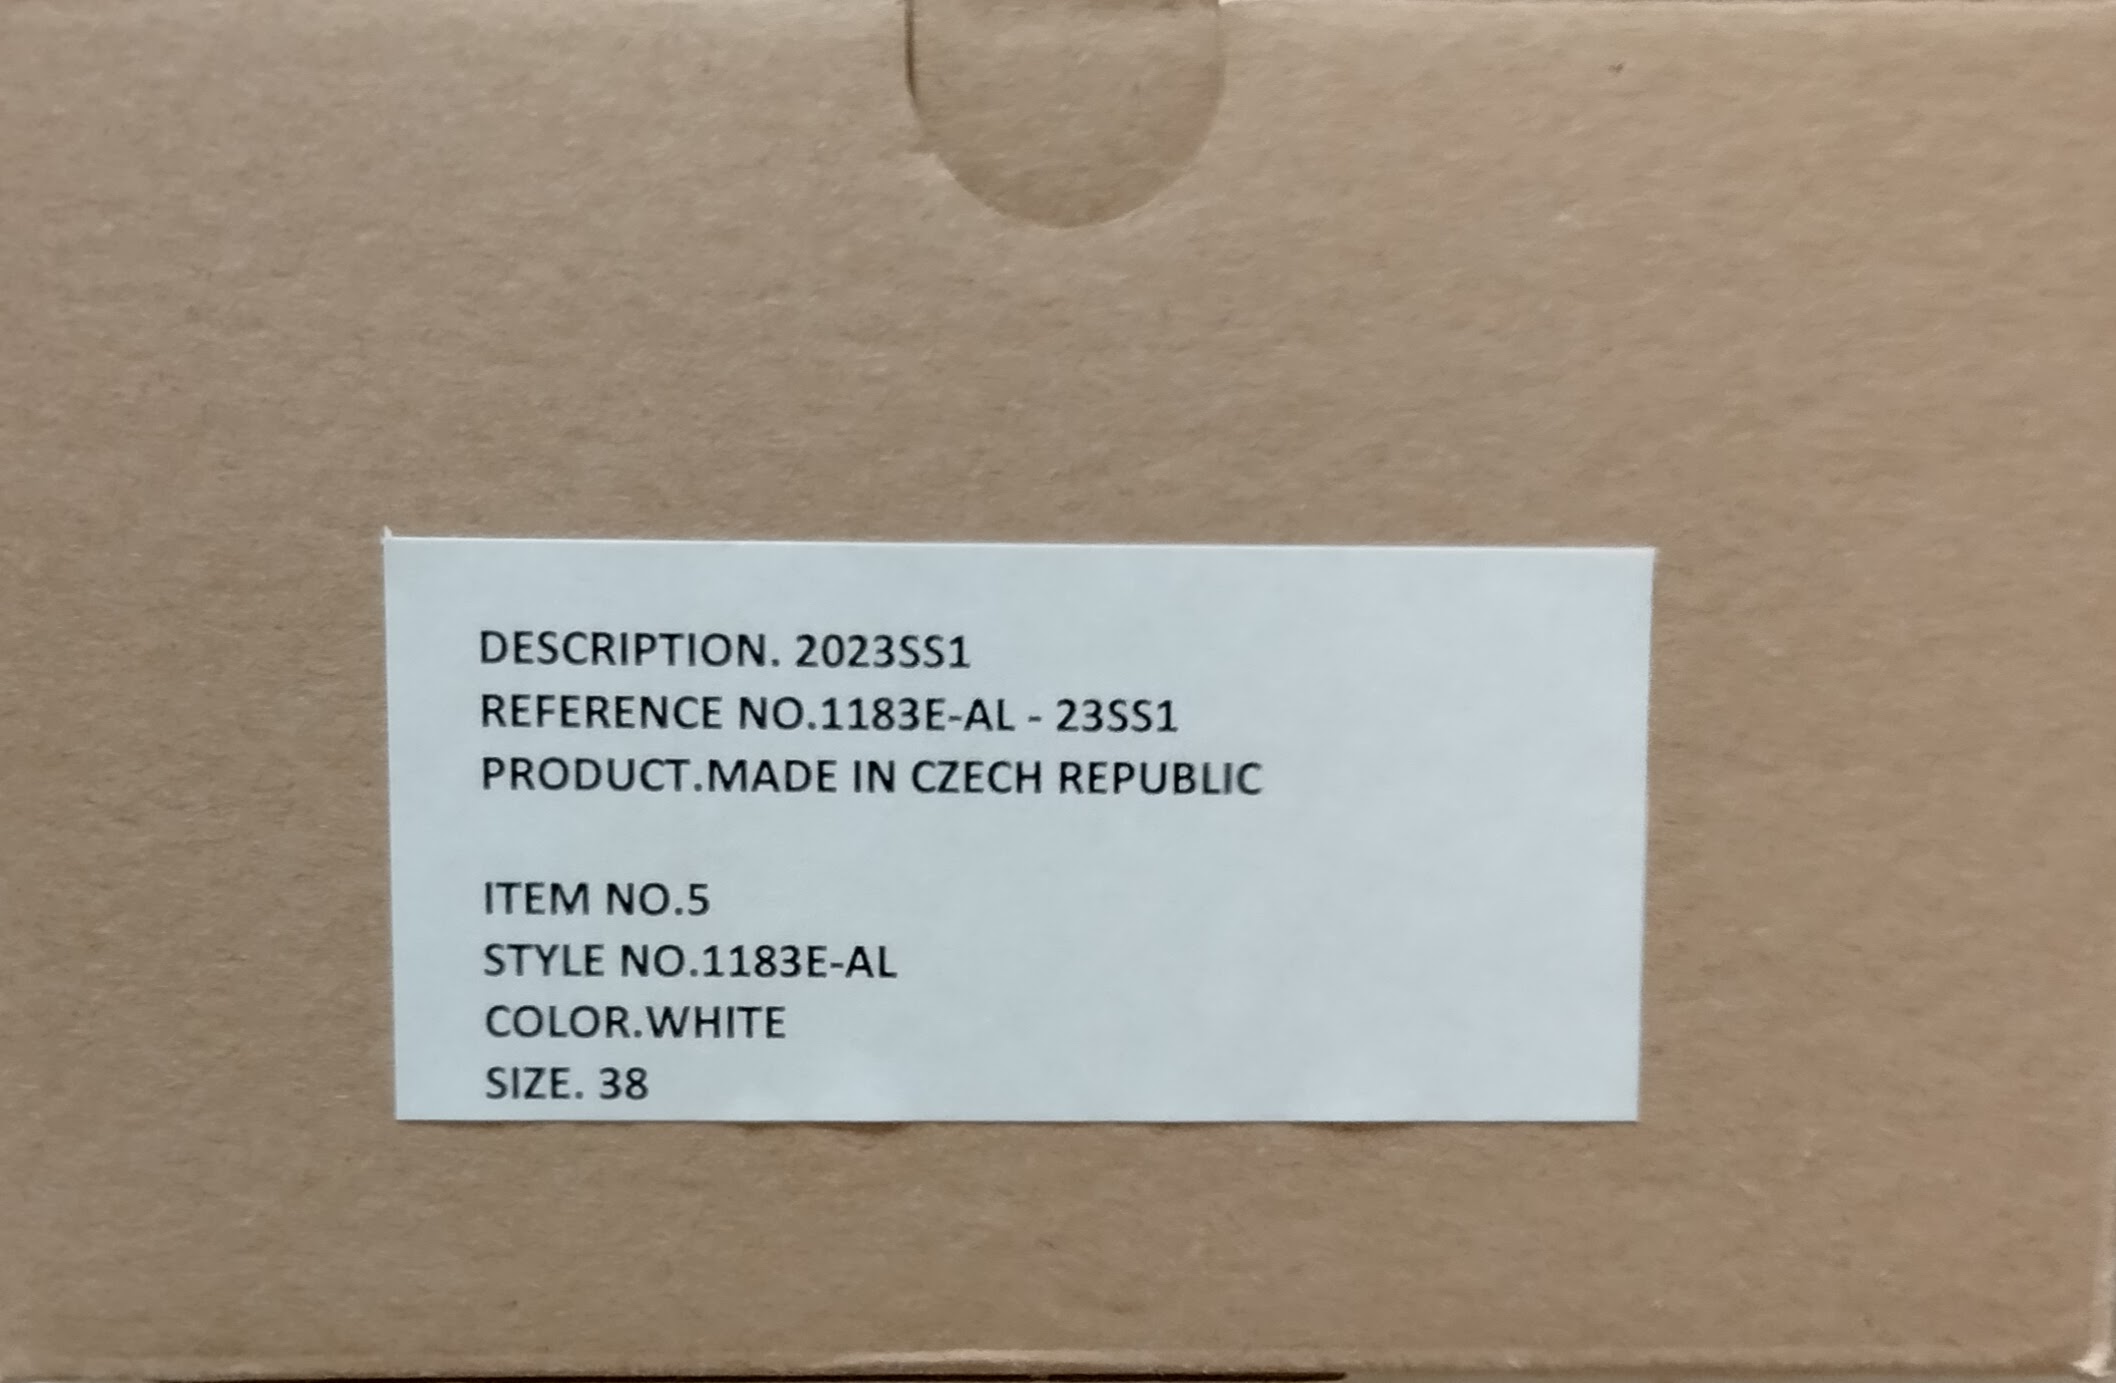 DESCRIPTION. 2023SS1
REFERENCE NO.1183E-AL - 23SS1
PRODUCT.MADE IN CZECH REPUBLIC
ITEM NO.5
STYLE NO.1183E-AL
COLOR.WHITE
SIZE. 38